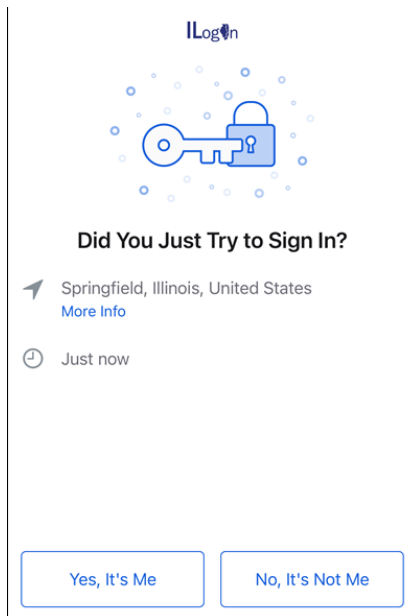 ILogIn
Did You Just Try to Sign In?
Springfield, Illinois, United States
More Info
Just now
Yes, It's Me
No, It's Not Me